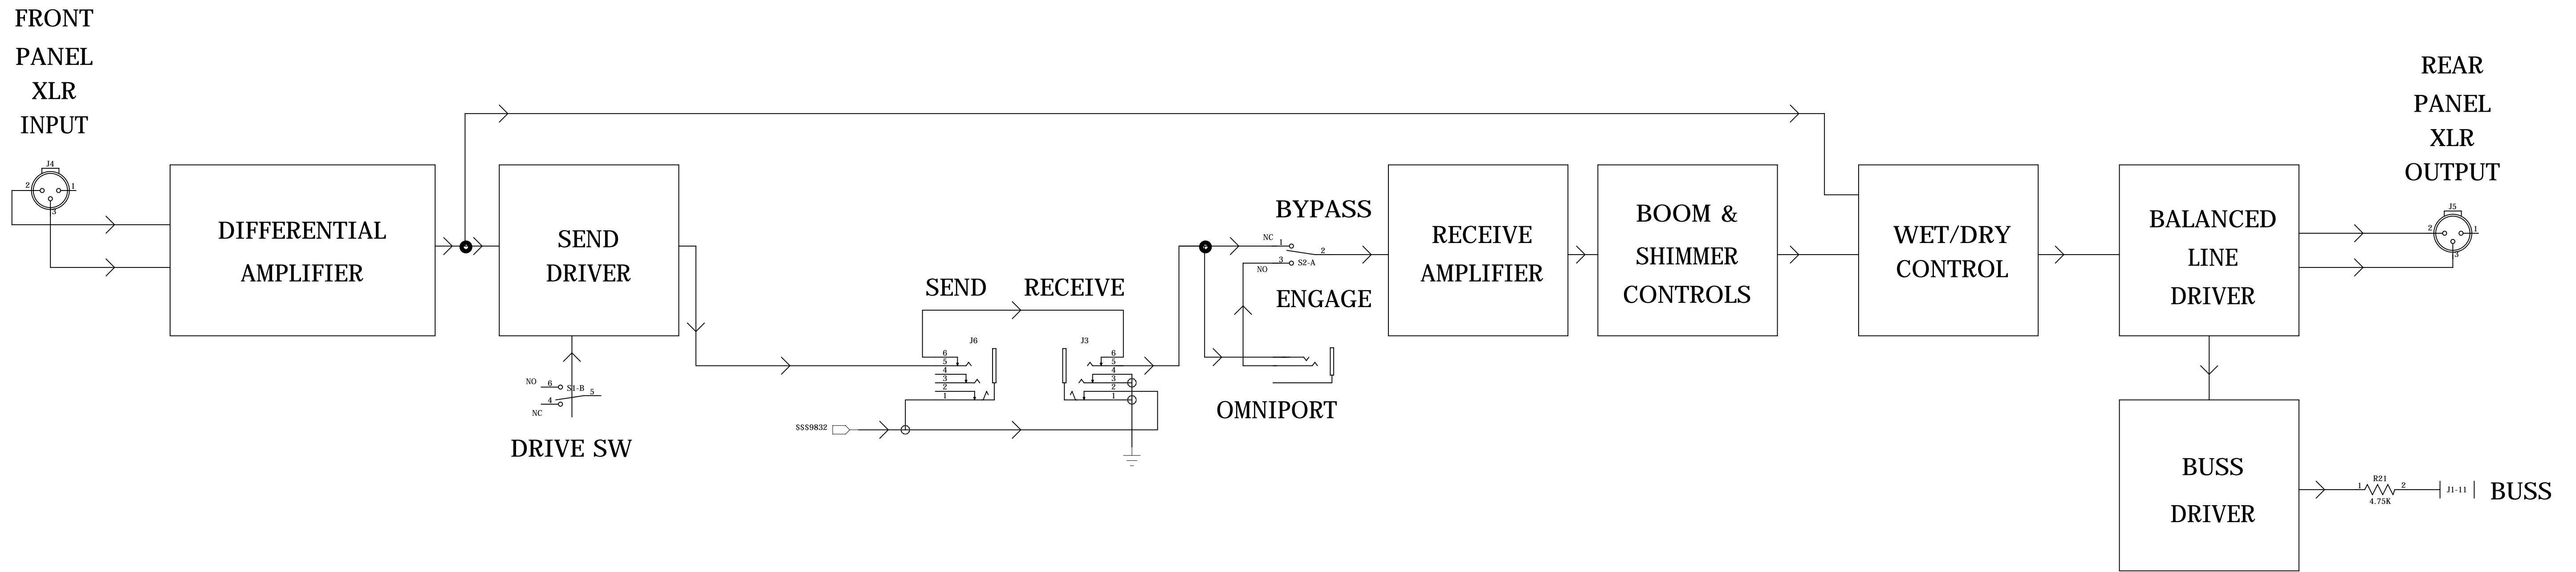 FRONT
PANEL
XLR
INPUT
J4
2
1
3
DIFFERENTIAL
AMPLIFIER
SEND
DRIVER
NO
6
S1-B
5
4
NC
DRIVE SW
SEND
RECEIVE
J6
6
5
4
3
2
1
J3
6
5
4
3
2
1
SSS9832
BYPASS
NC
1
2
3
S2-A
NO
ENGAGE
OMNIPORT
RECEIVE
AMPLIFIER
BOOM &
SHIMMER
CONTROLS
WET/DRY
CONTROL
BALANCED
LINE
DRIVER
REAR
PANEL
XLR
OUTPUT
J5
2
1
3
BUSS
DRIVER
R21
1
2
4.75K
J1-11
BUSS